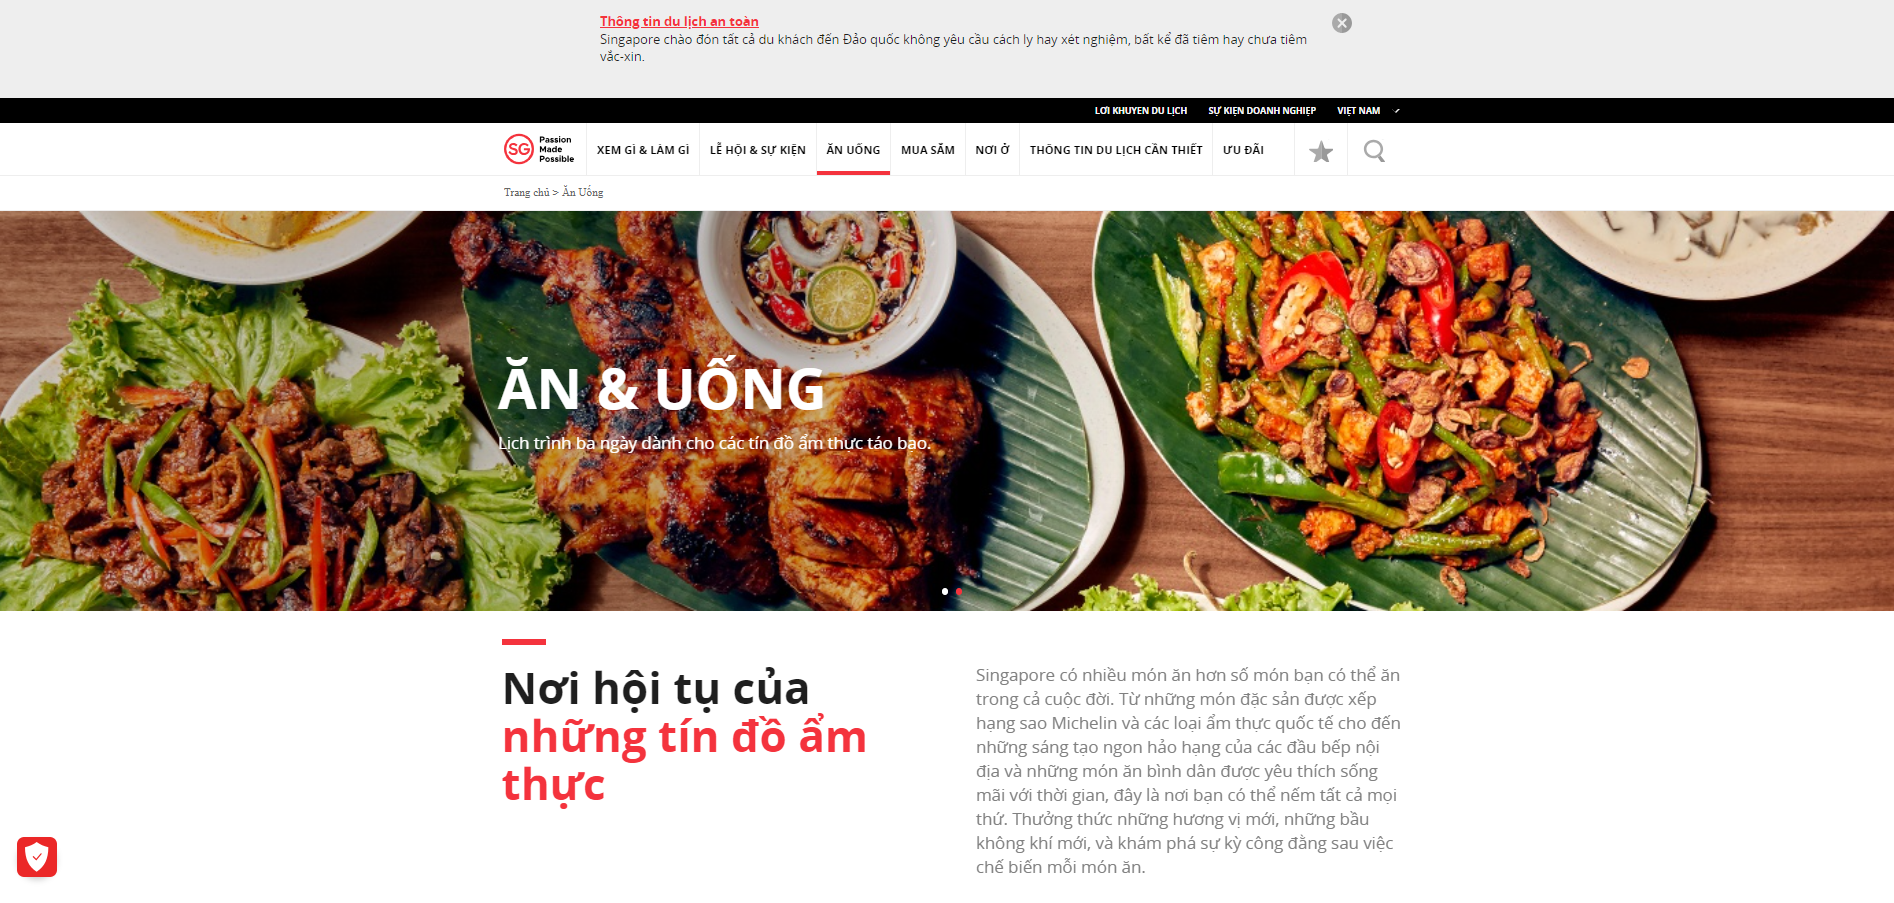 Thông tin du lịch an toàn
Singapore chào đón tất cả du khách đến Đảo quốc không yêu cầu cách ly hay xét nghiệm, bất kể đã tiêm hay chưa tiêm
vắc-xin.
LỜI KHUYÊN DU LỊCH SỰ KIỆN DOANH NGHIỆP VIỆT NAM
SG Passion
Made
Possible
XEM GÌ & LÀM GÌ LỄ HỘI & SỰ KIỆN ĂN UỐNG MUA SẮM NƠI Ở THÔNG TIN DU LỊCH CẦN THIẾT ƯU ĐÃI
Trang chủ > Ăn Uống
ĂN & UỐNG
Lịch trình ba ngày dành cho các tín đồ ẩm thực táo bạo.
Nơi hội tụ của
những tín đồ ẩm
thực
Singapore có nhiều món ăn hơn số món bạn có thể ăn
trong cả cuộc đời. Từ những món đặc sản được xếp
hạng sao Michelin và các loại ẩm thực quốc tế cho đến
những sáng tạo ngon hảo hạng của các đầu bếp nội
địa và những món ăn bình dân được yêu thích sống
mãi với thời gian, đây là nơi bạn có thể nếm tất cả mọi
thứ. Thưởng thức những hương vị mới, những bầu
không khí mới, và khám phá sự kỳ công đằng sau việc
chế biến mỗi món ăn.